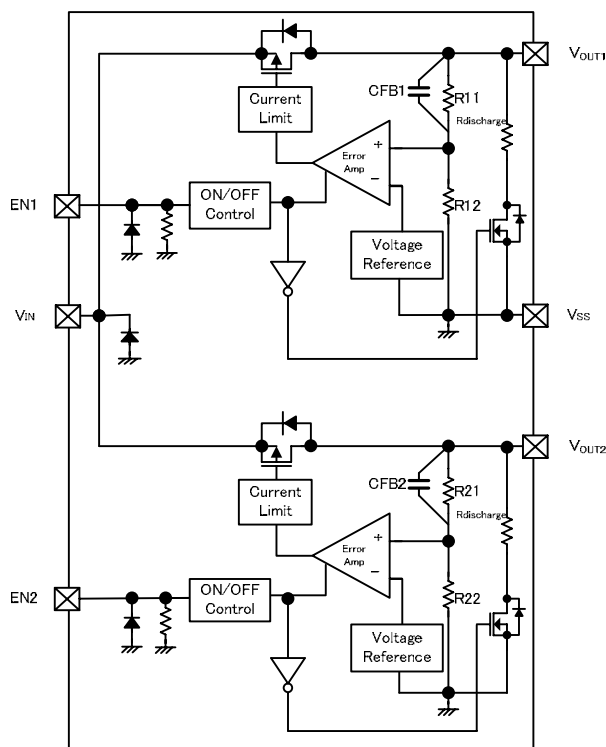 VOUT1
CFB1
R11
Current
Limit
Rdischarge
+
Error
Amp
−
EN1
ON/OFF
Control
R12
Voltage
Reference
VIN
VSS
VOUT2
CFB2
R21
Current
Limit
Rdischarge
+
Error
Amp
−
EN2
ON/OFF
Control
R22
Voltage
Reference